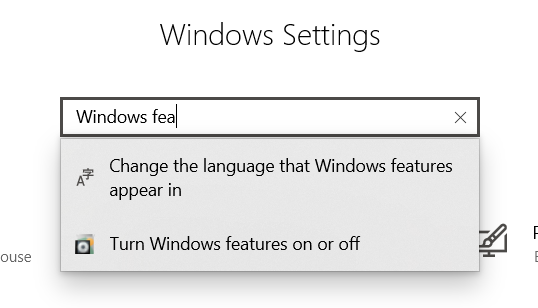 Windows Settings
Windows fea
Change the language that Windows features
appear in
Turn Windows features on or off
ouse